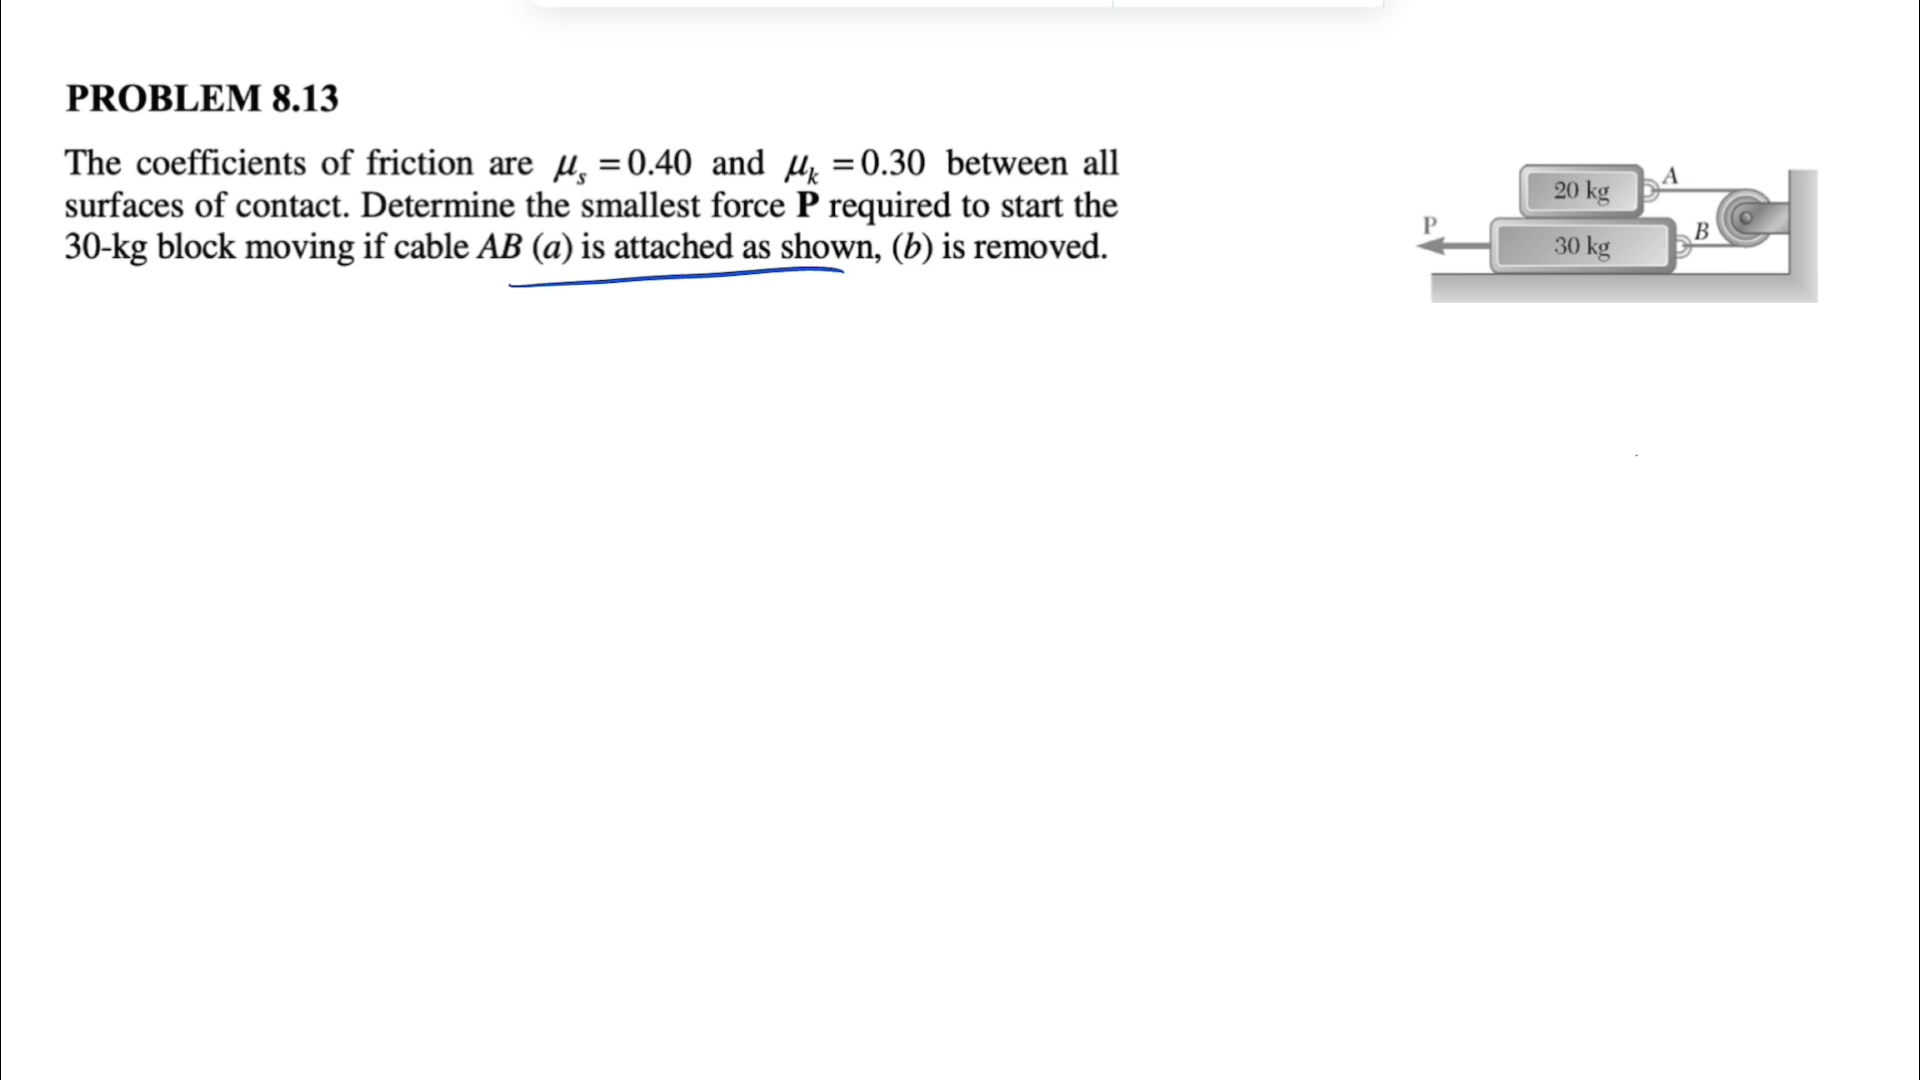 PROBLEM 8.13
The coefficients of friction are μs = 0.40 and μk = 0.30 between all
surfaces of contact. Determine the smallest force P required to start the
30-kg block moving if cable AB (a) is attached as shown, (b) is removed.
A
20 kg
P
B
30 kg